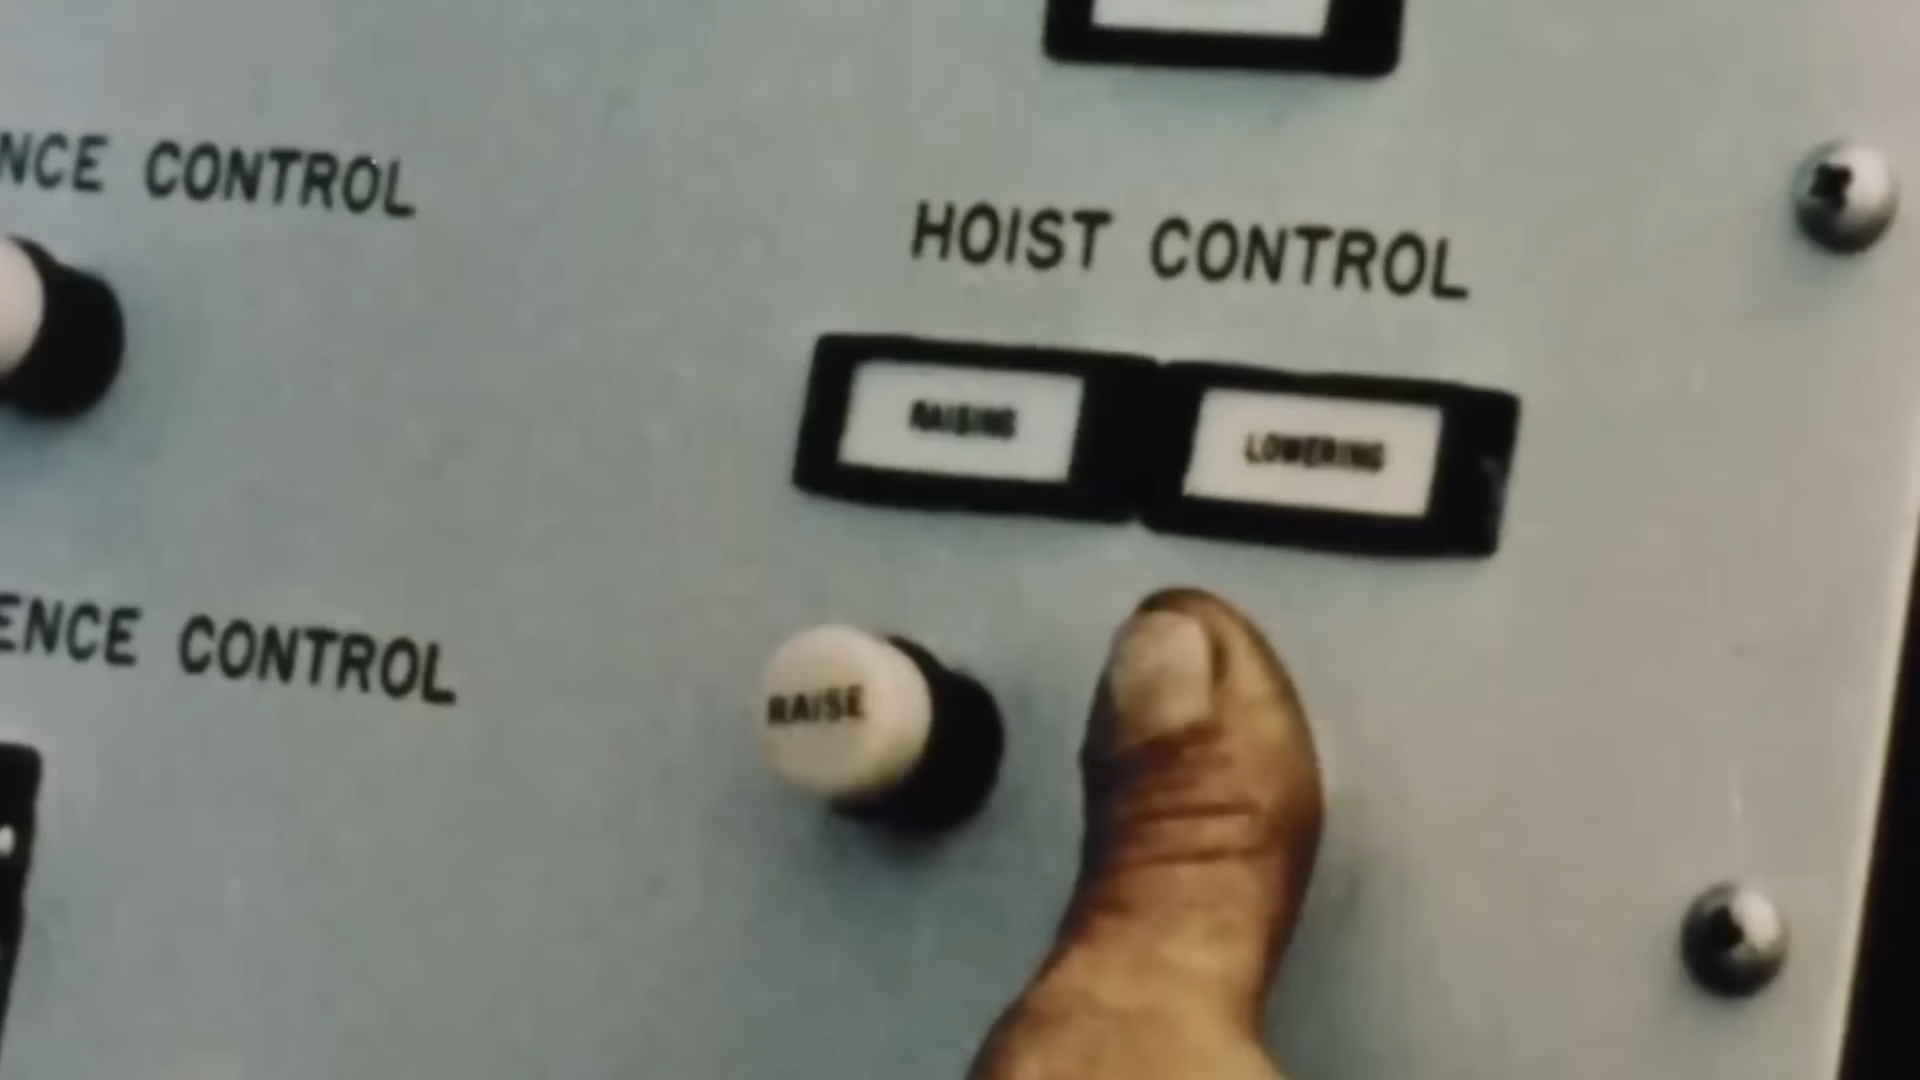 NCE CONTROL
HOIST CONTROL
RAISING
LOWERING
ENCE CONTROL
RAISE